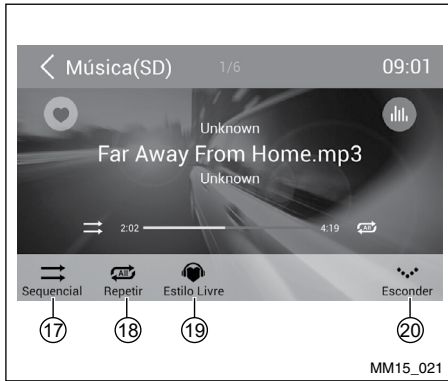 Música(SD) 1/6 09:01
Unknown
Far Away From Home.mp3
Unknown
2:02 4:19 All
All
Sequencial Repetir Estilo Livre Esconder
17 18 19 20
MM15_021